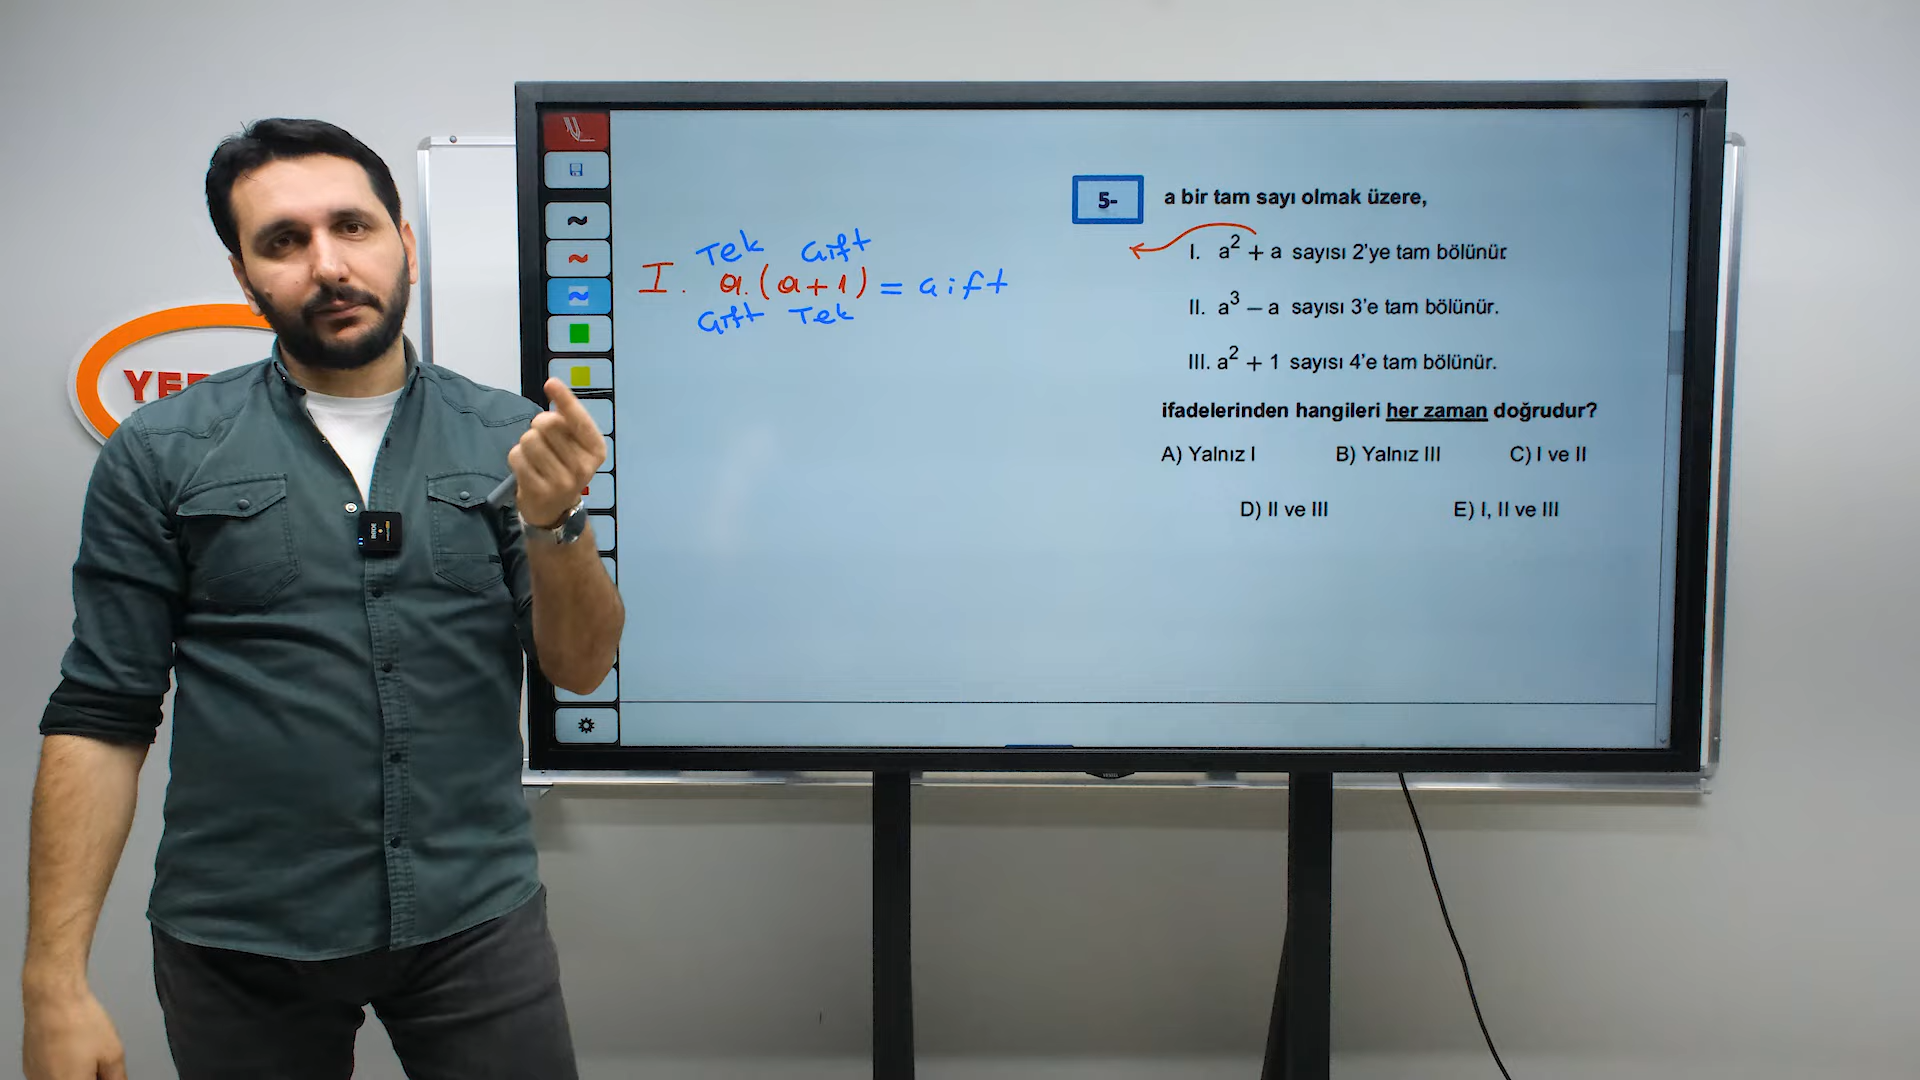 Tek Çift
I. a.(a+1) = çift
Çift Tek
5- a bir tam sayı olmak üzere,
I. a² + a sayısı 2'ye tam bölünür.
II. a³ – a sayısı 3'e tam bölünür.
III. a² + 1 sayısı 4'e tam bölünür.
ifadelerinden hangileri her zaman doğrudur?
A) Yalnız I B) Yalnız III C) I ve II
D) II ve III E) I, II ve III
RODE